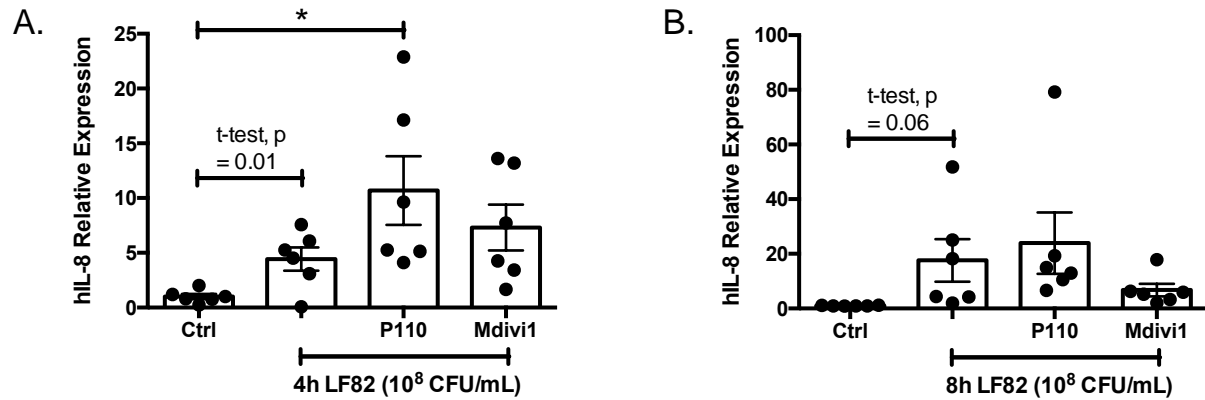 A.
hIL-8 Relative Expression
25
20
15
10
5
0
*
t-test, p
= 0.01
Ctrl
P110
Mdivi1
4h LF82 (10⁸ CFU/mL)
B.
hIL-8 Relative Expression
100
80
60
40
20
0
t-test, p
= 0.06
Ctrl
P110
Mdivi1
8h LF82 (10⁸ CFU/mL)